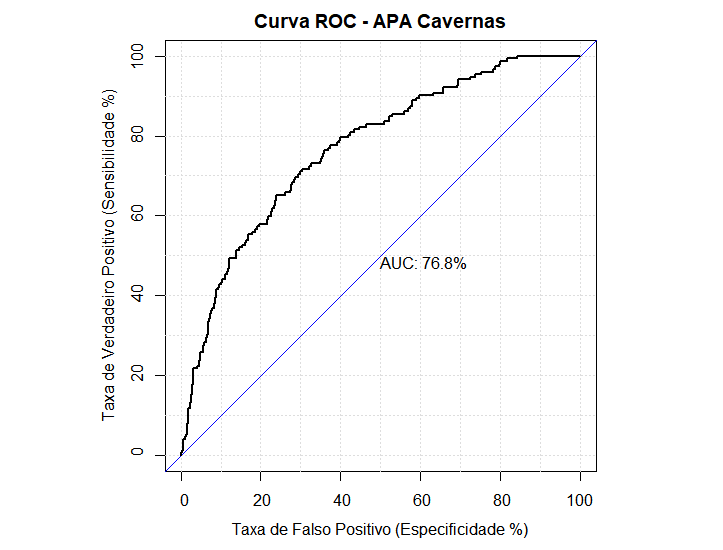 Curva ROC - APA Cavernas
Taxa de Verdadeiro Positivo (Sensibilidade %)
100
80
60
40
20
0
AUC: 76.8%
0 20 40 60 80 100
Taxa de Falso Positivo (Especificidade %)